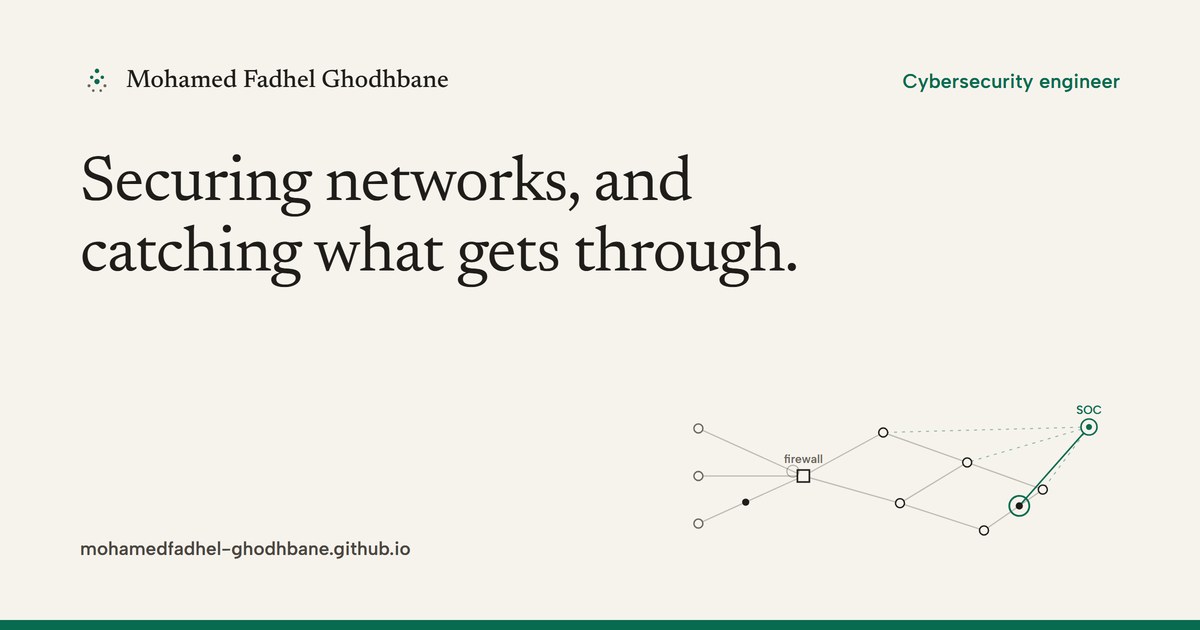 Mohamed Fadhel Ghodhbane
Cybersecurity engineer
Securing networks, and
catching what gets through.
SOC
firewall
mohamedfadhel-ghodhbane.github.io